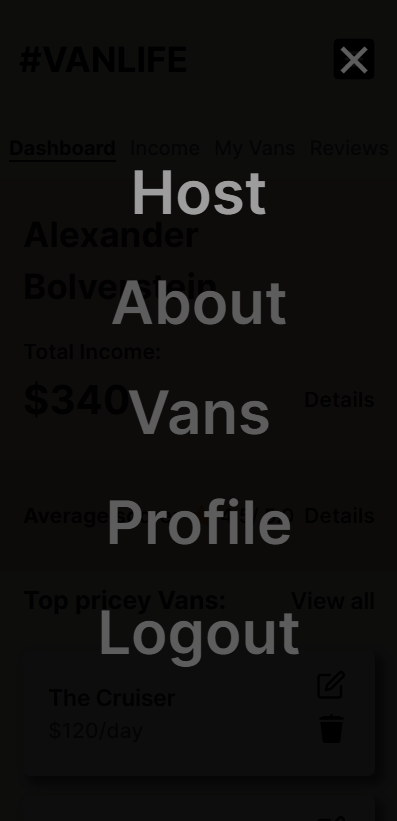 #VANLIFE
Dashboard Income My Vans Reviews
Host
Alexander
Bolverstein
About
Total Income:
$340 Details
Vans
Average Details
Profile
Top pricey Vans: View all
Logout
The Cruiser
$120/day